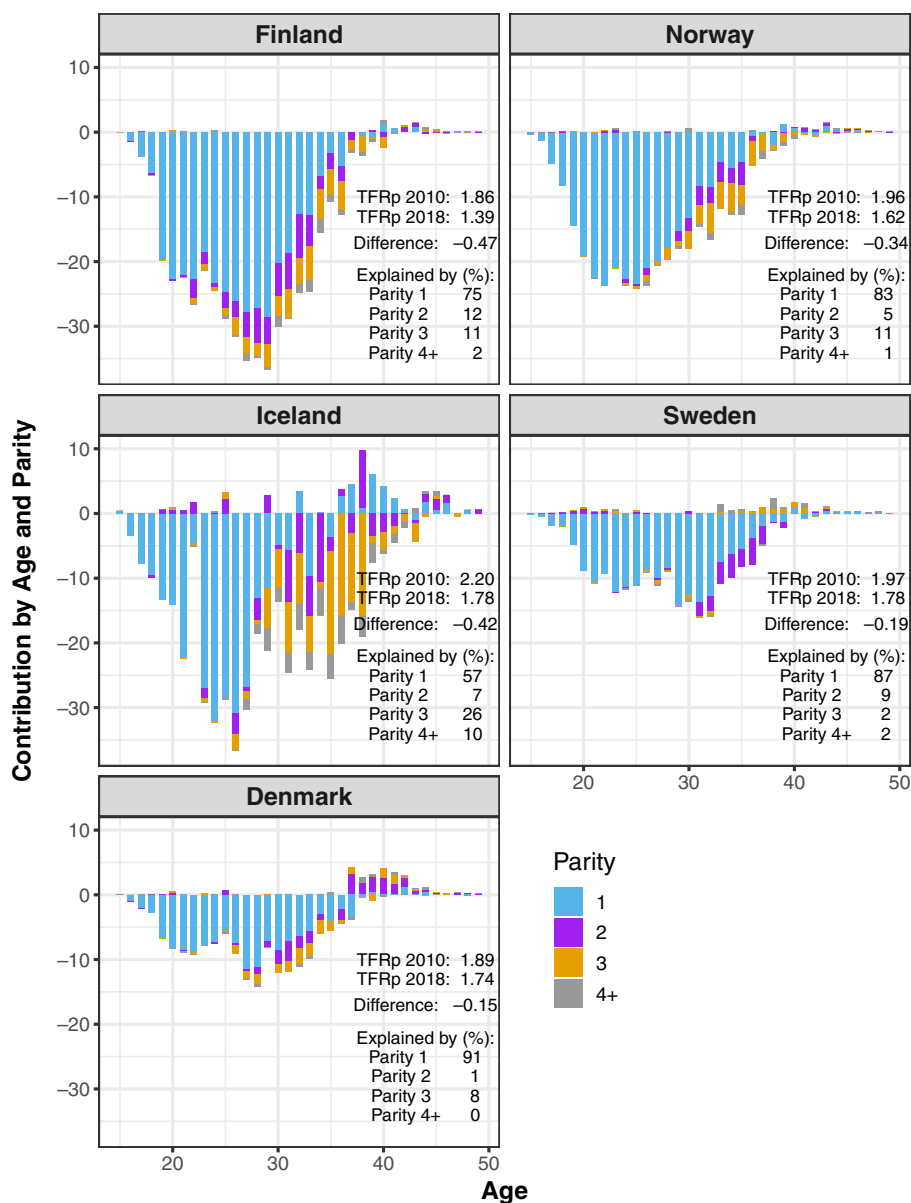 Finland
Norway
10
0
−10
−20
−30
TFRp 2010: 1.86
TFRp 2018: 1.39
Difference: −0.47
Explained by (%):
Parity 1 75
Parity 2 12
Parity 3 11
Parity 4+ 2
TFRp 2010: 1.96
TFRp 2018: 1.62
Difference: −0.34
Explained by (%):
Parity 1 83
Parity 2 5
Parity 3 11
Parity 4+ 1
Contribution by Age and Parity
Iceland
Sweden
10
0
−10
−20
−30
TFRp 2010: 2.20
TFRp 2018: 1.78
Difference: −0.42
Explained by (%):
Parity 1 57
Parity 2 7
Parity 3 26
Parity 4+ 10
TFRp 2010: 1.97
TFRp 2018: 1.78
Difference: −0.19
Explained by (%):
Parity 1 87
Parity 2 9
Parity 3 2
Parity 4+ 2
20 30 40 50
Denmark
10
0
−10
−20
−30
TFRp 2010: 1.89
TFRp 2018: 1.74
Difference: −0.15
Explained by (%):
Parity 1 91
Parity 2 1
Parity 3 8
Parity 4+ 0
20 30 40 50
Age
Parity
1
2
3
4+